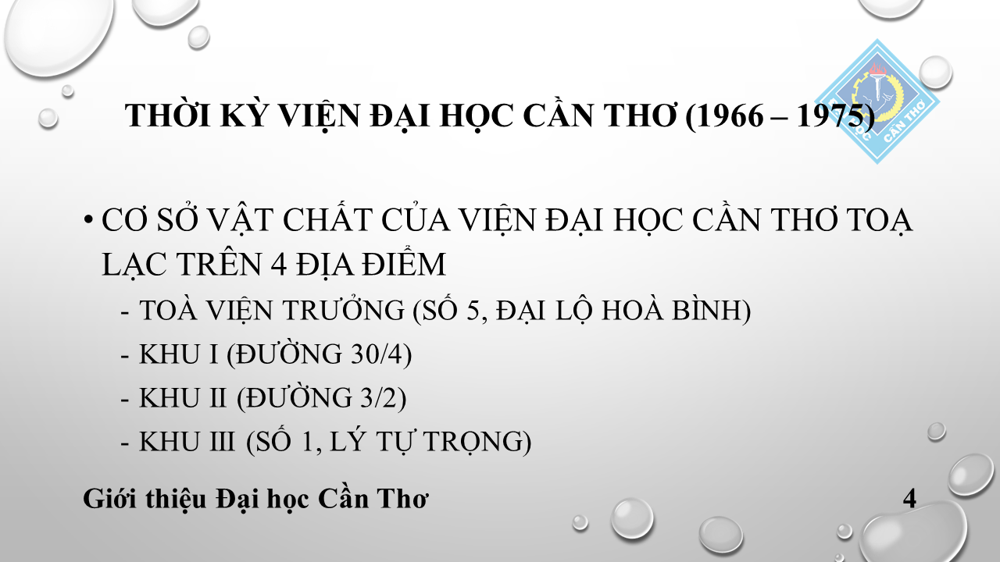 THỜI KỲ VIỆN ĐẠI HỌC CẦN THƠ (1966 – 1975)
CẦN THƠ
• CƠ SỞ VẬT CHẤT CỦA VIỆN ĐẠI HỌC CẦN THƠ TOẠ
LẠC TRÊN 4 ĐỊA ĐIỂM
- TOÀ VIỆN TRƯỞNG (SỐ 5, ĐẠI LỘ HOÀ BÌNH)
- KHU I (ĐƯỜNG 30/4)
- KHU II (ĐƯỜNG 3/2)
- KHU III (SỐ 1, LÝ TỰ TRỌNG)
Giới thiệu Đại học Cần Thơ
4